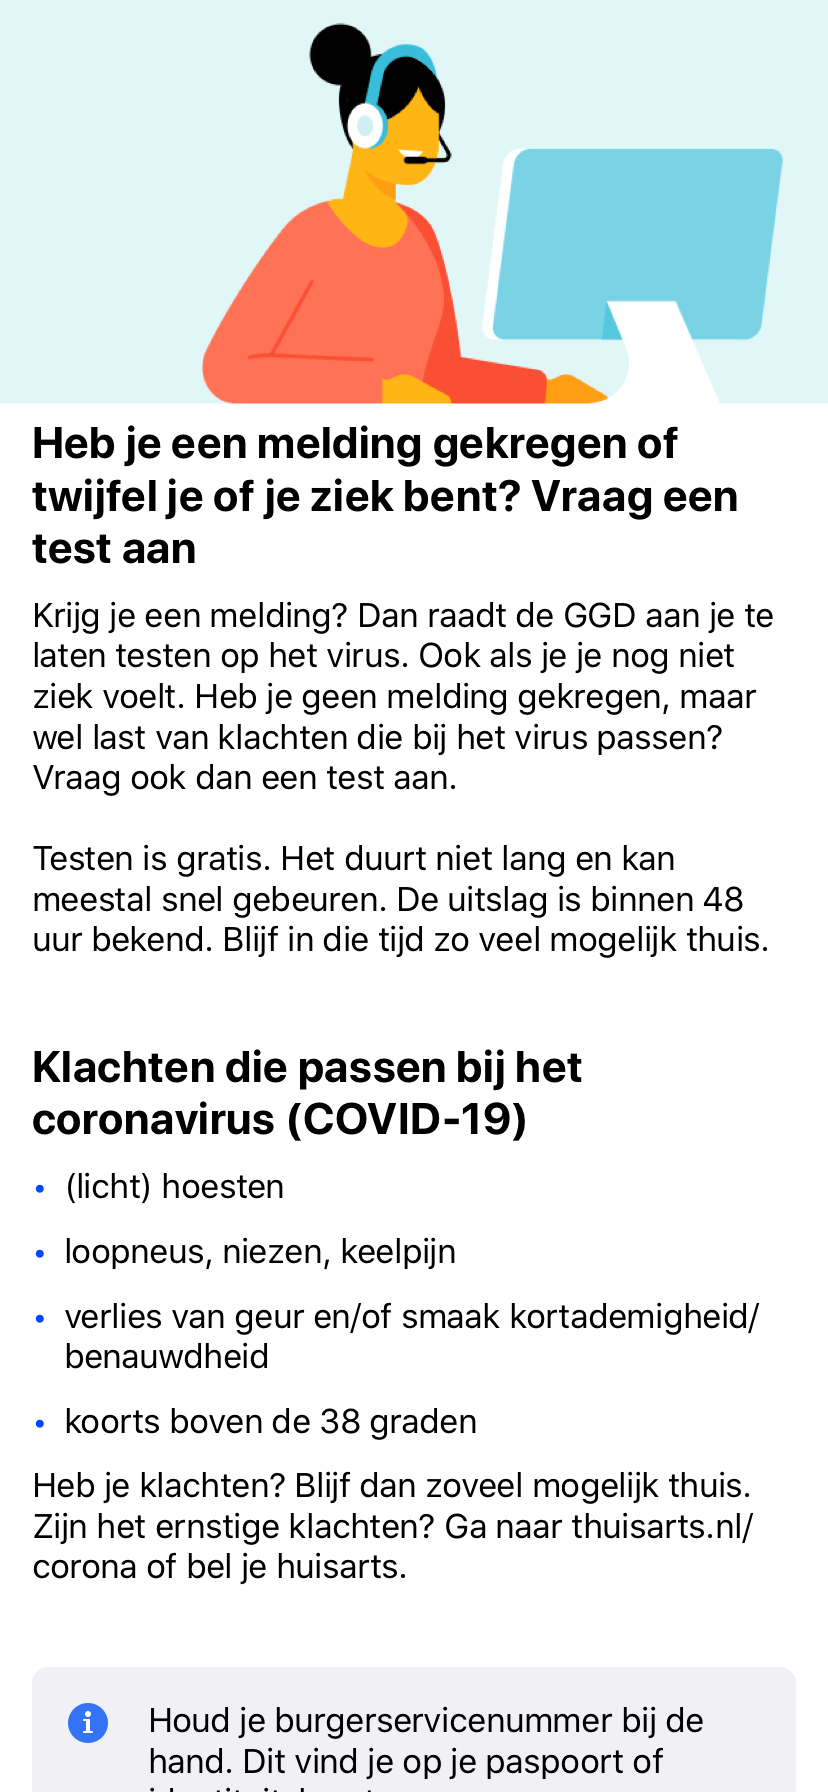 Heb je een melding gekregen of
twijfel je of je ziek bent? Vraag een
test aan
Krijg je een melding? Dan raadt de GGD aan je te
laten testen op het virus. Ook als je je nog niet
ziek voelt. Heb je geen melding gekregen, maar
wel last van klachten die bij het virus passen?
Vraag ook dan een test aan.
Testen is gratis. Het duurt niet lang en kan
meestal snel gebeuren. De uitslag is binnen 48
uur bekend. Blijf in die tijd zo veel mogelijk thuis.
Klachten die passen bij het
coronavirus (COVID-19)
• (licht) hoesten
• loopneus, niezen, keelpijn
• verlies van geur en/of smaak kortademigheid/
benauwdheid
• koorts boven de 38 graden
Heb je klachten? Blijf dan zoveel mogelijk thuis.
Zijn het ernstige klachten? Ga naar thuisarts.nl/
corona of bel je huisarts.
Houd je burgerservicenummer bij de
hand. Dit vind je op je paspoort of